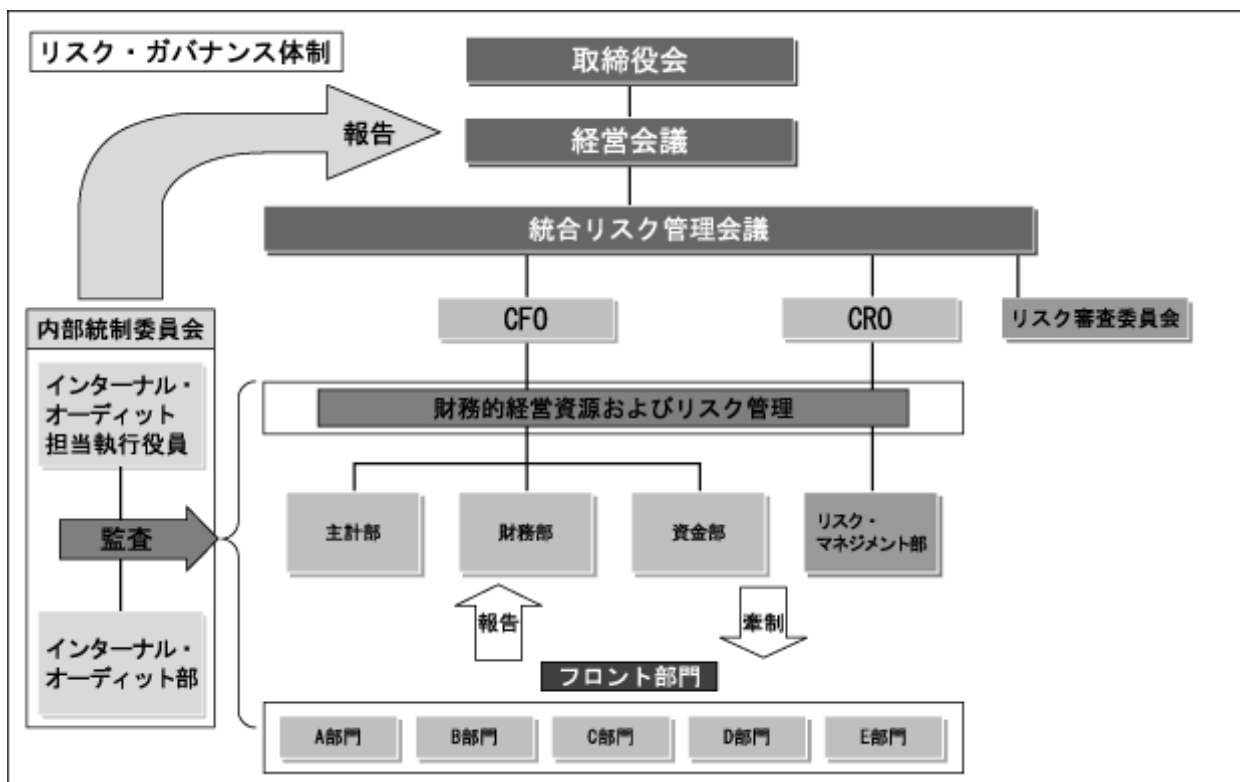 リスク・ガバナンス体制
取締役会
報告
経営会議
統合リスク管理会議
CFO
CRO
リスク審査委員会
内部統制委員会
インターナル・
オーディット
担当執行役員
財務的経営資源およびリスク管理
監査
主計部
財務部
資金部
リスク・
マネジメント部
報告
牽制
インターナル・
オーディット部
フロント部門
A部門
B部門
C部門
D部門
E部門